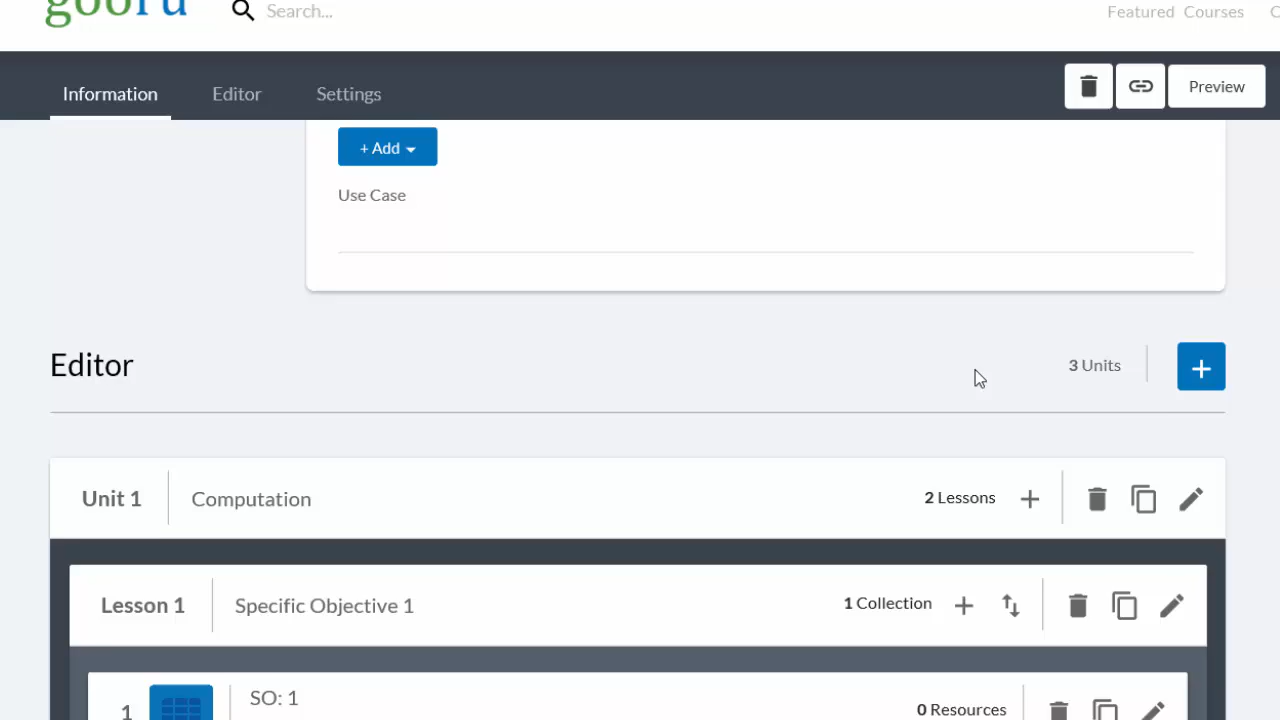 gooru Search... Featured Courses
Information Editor Settings Preview
+ Add
Use Case
Editor 3 Units +
Unit 1 Computation 2 Lessons +
Lesson 1 Specific Objective 1 1 Collection +
SO: 1
1 0 Resources